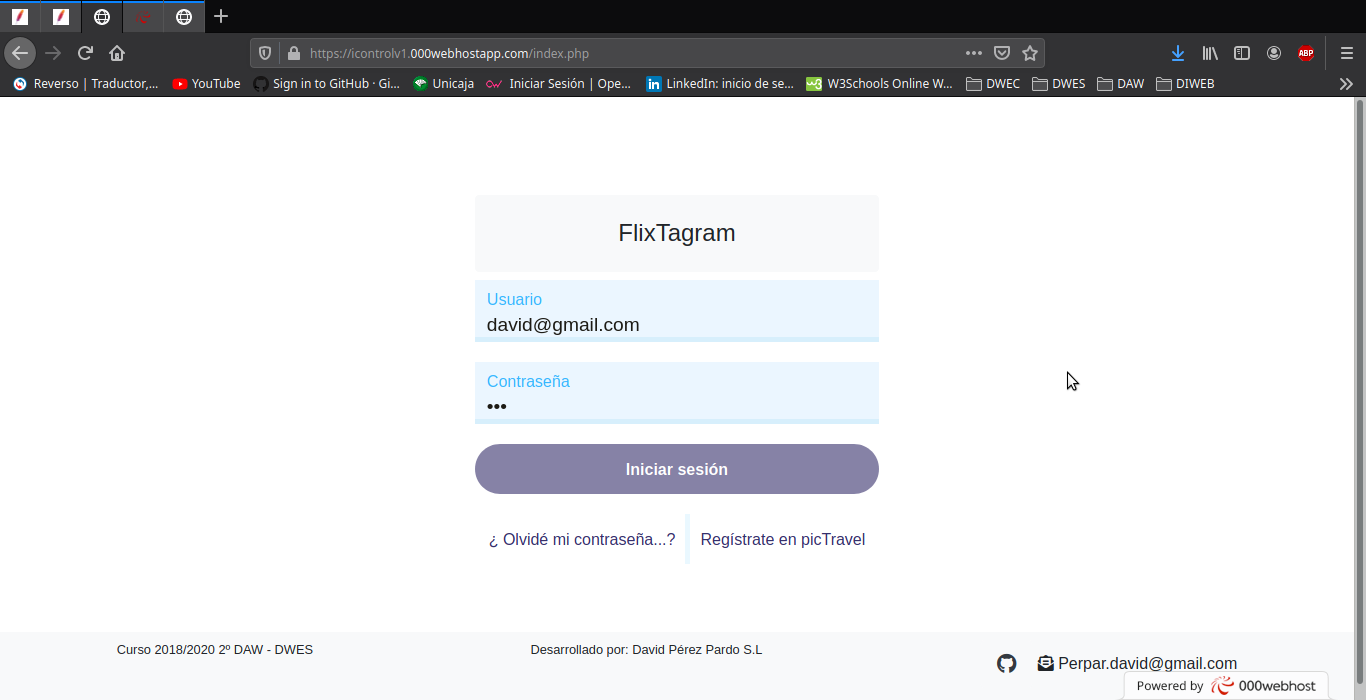 https://icontrolv1.000webhostapp.com/index.php
ABP
Reverso | Traductor,... YouTube Sign in to GitHub · Gi... Unicaja Iniciar Sesión | Ope... in LinkedIn: inicio de se... W3Schools Online W... DWEC DWES DAW DIWEB
FlixTagram
Usuario
david@gmail.com
Contraseña
•••
Iniciar sesión
¿ Olvidé mi contraseña...? Regístrate en picTravel
Curso 2018/2020 2º DAW - DWES Desarrollado por: David Pérez Pardo S.L
Perpar.david@gmail.com
Powered by 000webhost